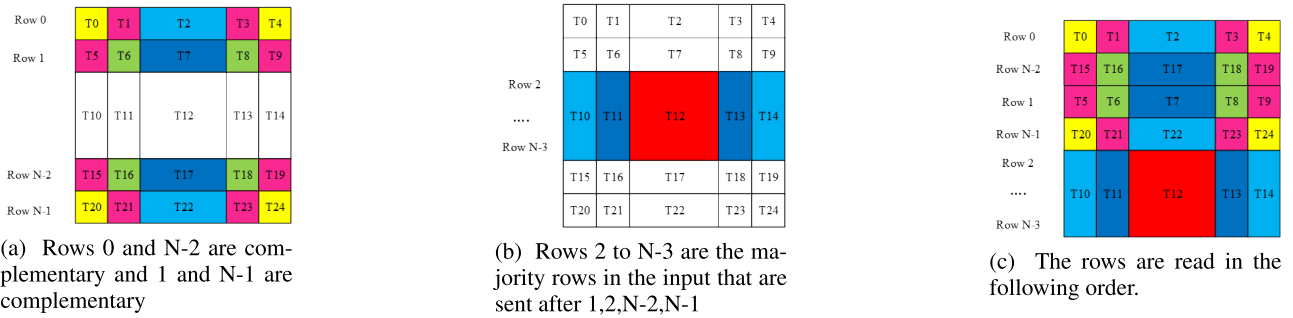 Row 0 T0 T1 T2 T3 T4
Row 1 T5 T6 T7 T8 T9
T10 T11 T12 T13 T14
Row N-2 T15 T16 T17 T18 T19
Row N-1 T20 T21 T22 T23 T24
(a) Rows 0 and N-2 are com-
plementary and 1 and N-1 are
complementary
T0 T1 T2 T3 T4
T5 T6 T7 T8 T9
Row 2
.... T10 T11 T12 T13 T14
Row N-3
T15 T16 T17 T18 T19
T20 T21 T22 T23 T24
(b) Rows 2 to N-3 are the ma-
jority rows in the input that are
sent after 1,2,N-2,N-1
Row 0 T0 T1 T2 T3 T4
Row N-2 T15 T16 T17 T18 T19
Row 1 T5 T6 T7 T8 T9
Row N-1 T20 T21 T22 T23 T24
Row 2
.... T10 T11 T12 T13 T14
Row N-3
(c) The rows are read in the
following order.